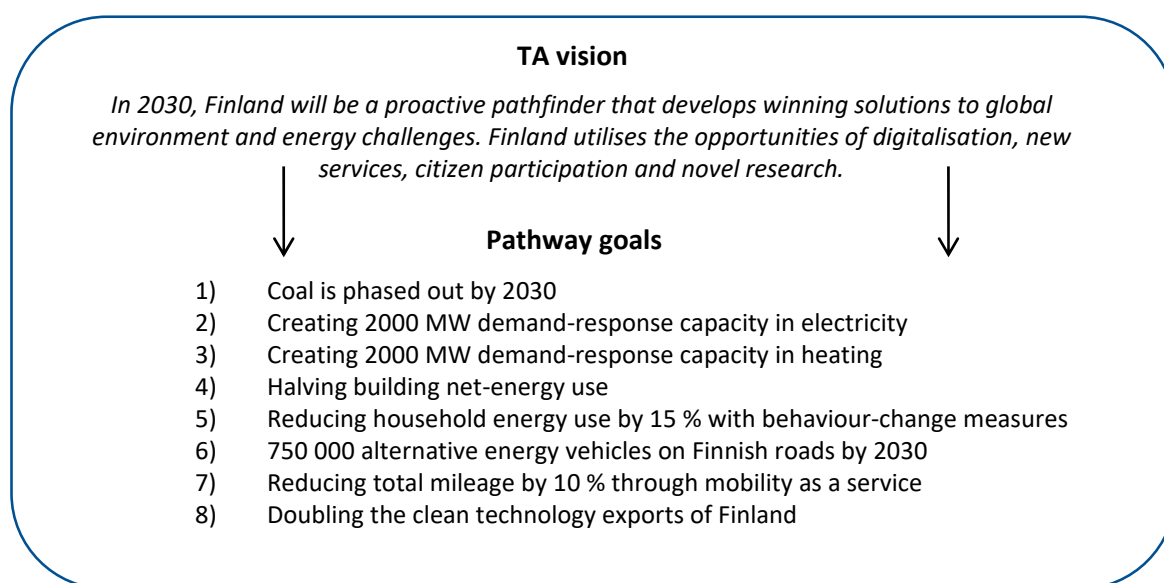 TA vision
In 2030, Finland will be a proactive pathfinder that develops winning solutions to global
environment and energy challenges. Finland utilises the opportunities of digitalisation, new
services, citizen participation and novel research.
Pathway goals
1) Coal is phased out by 2030
2) Creating 2000 MW demand-response capacity in electricity
3) Creating 2000 MW demand-response capacity in heating
4) Halving building net-energy use
5) Reducing household energy use by 15 % with behaviour-change measures
6) 750 000 alternative energy vehicles on Finnish roads by 2030
7) Reducing total mileage by 10 % through mobility as a service
8) Doubling the clean technology exports of Finland